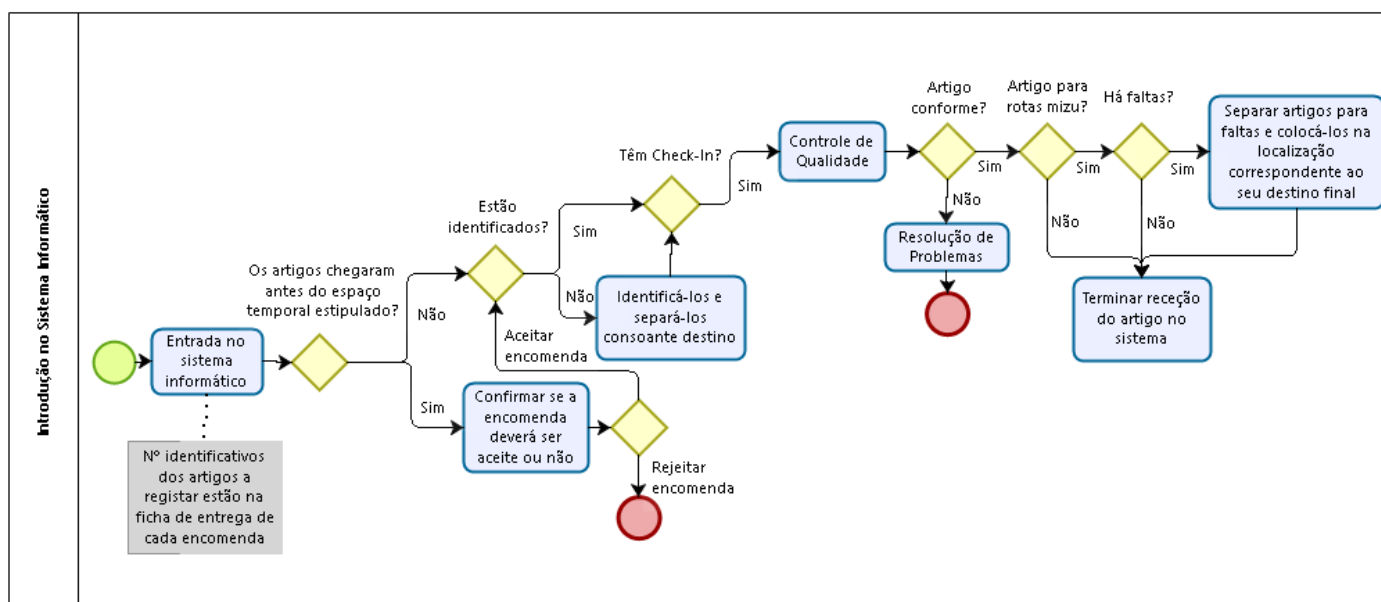 Introdução no Sistema Informático
Entrada no
sistema
informático
Nº identificativos
dos artigos a
registar estão na
ficha de entrega de
cada encomenda
Os artigos chegaram
antes do espaço
temporal estipulado?
Não
Sim
Confirmar se a
encomenda
deverá ser
aceite ou não
Aceitar
encomenda
Rejeitar
encomenda
Estão
identificados?
Sim
Não
Identificá-los e
separá-los
consoante destino
Têm Check-In?
Sim
Controle de
Qualidade
Artigo
conforme?
Sim
Não
Resolução de
Problemas
Artigo para
rotas mizu?
Sim
Não
Há faltas?
Sim
Não
Separar artigos para
faltas e colocá-los na
localização
correspondente ao
seu destino final
Terminar receção
do artigo no
sistema